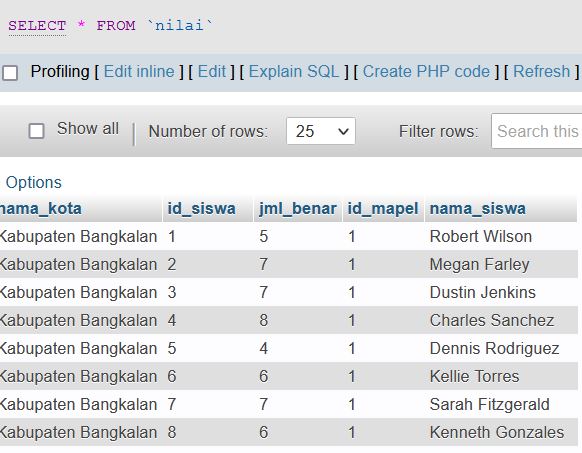 SELECT * FROM `nilai`
Profiling [ Edit inline ] [ Edit ] [ Explain SQL ] [ Create PHP code ] [ Refresh ]
Show all | Number of rows: 25 Filter rows: Search this
Options
nama_kota id_siswa jml_benar id_mapel nama_siswa
Kabupaten Bangkalan 1 5 1 Robert Wilson
Kabupaten Bangkalan 2 7 1 Megan Farley
Kabupaten Bangkalan 3 7 1 Dustin Jenkins
Kabupaten Bangkalan 4 8 1 Charles Sanchez
Kabupaten Bangkalan 5 4 1 Dennis Rodriguez
Kabupaten Bangkalan 6 6 1 Kellie Torres
Kabupaten Bangkalan 7 7 1 Sarah Fitzgerald
Kabupaten Bangkalan 8 6 1 Kenneth Gonzales